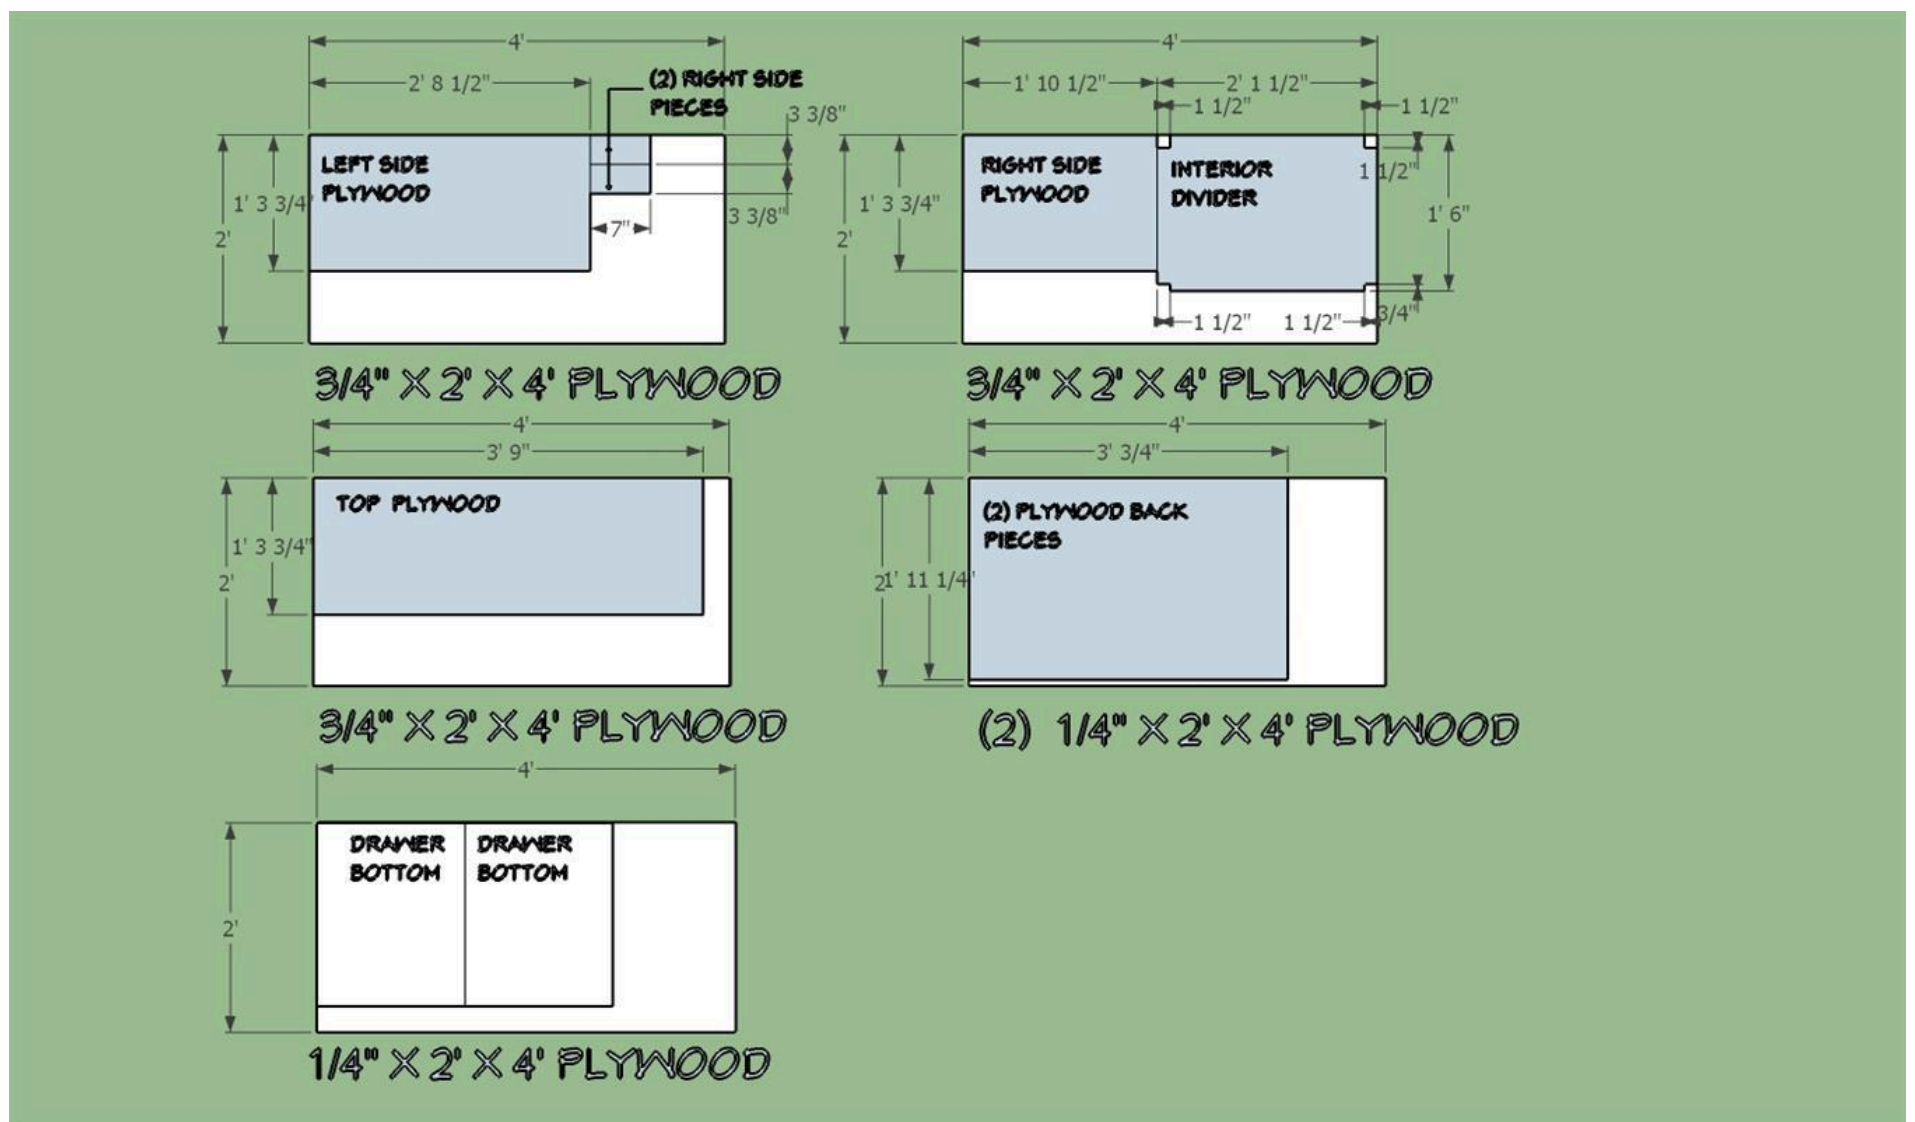 4'
2' 8 1/2"
(2) RIGHT SIDE
PIECES
3 3/8"
LEFT SIDE
PLYWOOD
1' 3 3/4"
2'
7"
3 3/8"
3/4" X 2' X 4' PLYWOOD
4'
1' 10 1/2"
2' 1 1/2"
1 1/2"
1 1/2"
RIGHT SIDE
PLYWOOD
INTERIOR
DIVIDER
1 1/2"
1' 3 3/4"
1' 6"
2'
1 1/2"
1 1/2"
3/4"
3/4" X 2' X 4' PLYWOOD
4'
3' 9"
TOP PLYWOOD
1' 3 3/4"
2'
3/4" X 2' X 4' PLYWOOD
4'
3' 3/4"
(2) PLYWOOD BACK
PIECES
2'
1' 11 1/4"
(2) 1/4" X 2' X 4' PLYWOOD
4'
DRAWER
BOTTOM
DRAWER
BOTTOM
2'
1/4" X 2' X 4' PLYWOOD